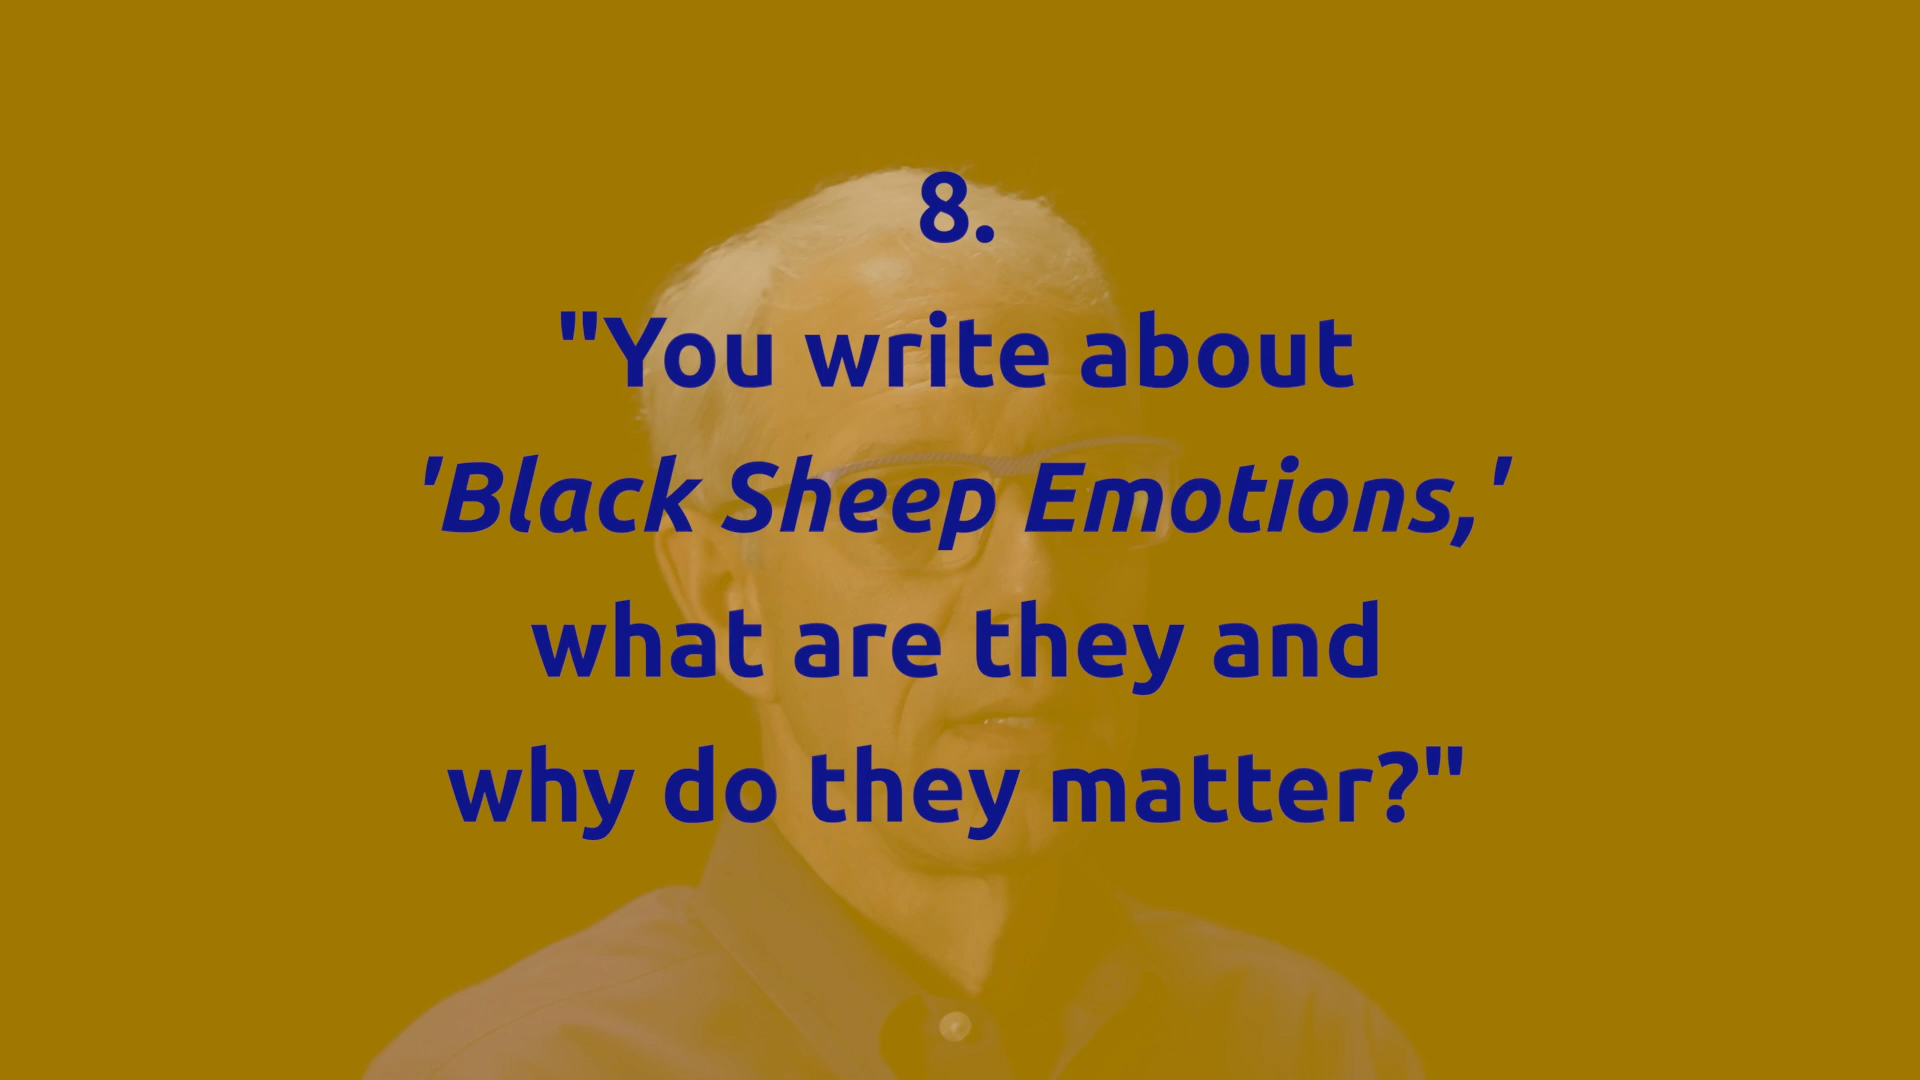 8.
"You write about
'Black Sheep Emotions,'
what are they and
why do they matter?"